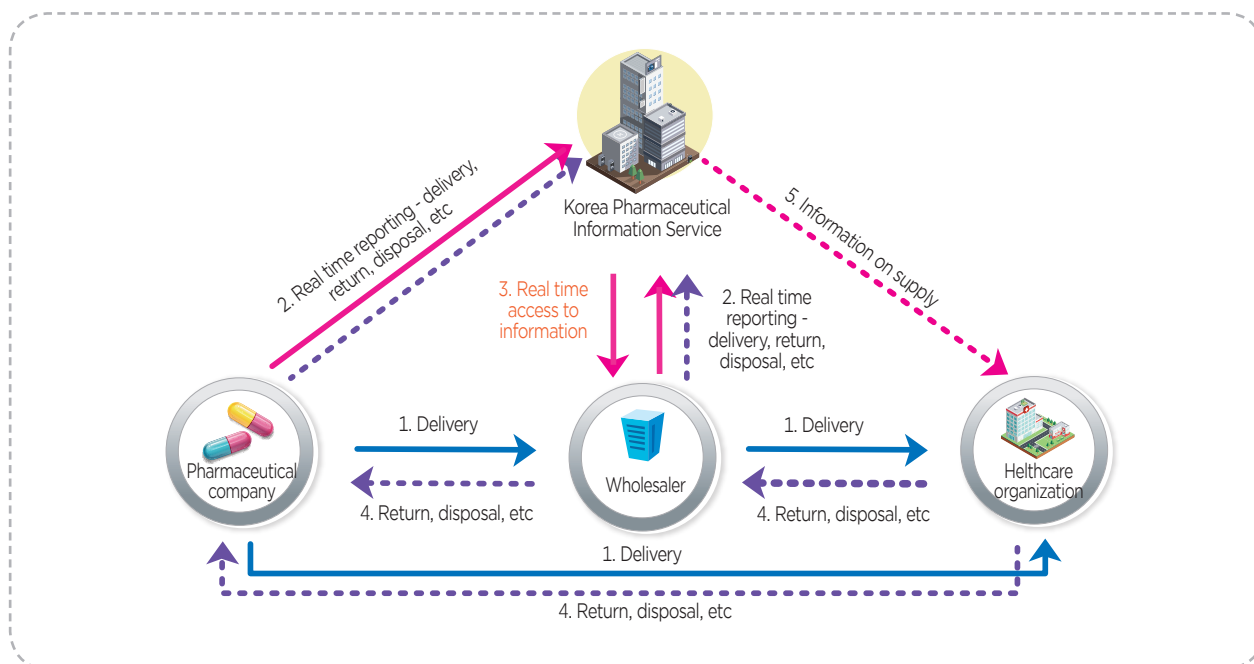 Korea Pharmaceutical
Information Service
2. Real time reporting - delivery,
return, disposal, etc
5. Information on supply
3. Real time
access to
information
2. Real time
reporting -
delivery, return,
disposal, etc
Pharmaceutical
company
1. Delivery
4. Return, disposal, etc
Wholesaler
1. Delivery
4. Return, disposal, etc
Helthcare
organization
1. Delivery
4. Return, disposal, etc